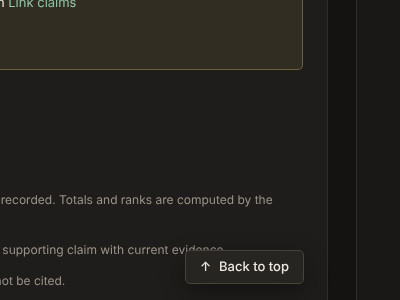 Link claims
recorded. Totals and ranks are computed by the
supporting claim with current evidence
not be cited.
↑ Back to top